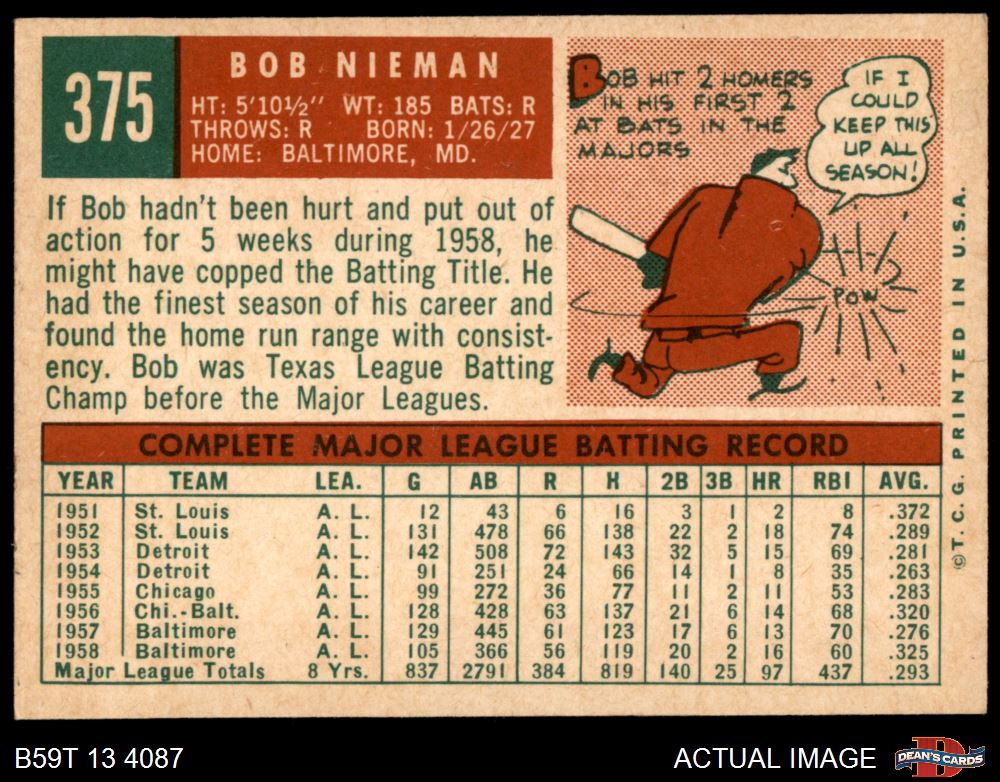 375
BOB NIEMAN
HT: 5'10½" WT: 185 BATS: R
THROWS: R BORN: 1/26/27
HOME: BALTIMORE, MD.
BOB HIT 2 HOMERS
IN HIS FIRST 2
AT BATS IN THE
MAJORS
IF I
COULD
KEEP THIS
UP ALL
SEASON!
POW
If Bob hadn't been hurt and put out of
action for 5 weeks during 1958, he
might have copped the Batting Title. He
had the finest season of his career and
found the home run range with consist-
ency. Bob was Texas League Batting
Champ before the Major Leagues.
COMPLETE MAJOR LEAGUE BATTING RECORD
YEAR TEAM LEA. G AB R H 2B 3B HR RBI AVG.
1951 St. Louis A. L. 12 43 6 16 3 1 2 8 .372
1952 St. Louis A. L. 131 478 66 138 22 2 18 74 .289
1953 Detroit A. L. 142 508 72 143 32 5 15 69 .281
1954 Detroit A. L. 91 251 24 66 14 1 8 35 .263
1955 Chicago A. L. 99 272 36 77 11 2 11 53 .283
1956 Chi.-Balt. A. L. 128 428 63 137 21 6 14 68 .320
1957 Baltimore A. L. 129 445 61 123 17 6 13 70 .276
1958 Baltimore A. L. 105 366 56 119 20 2 16 60 .325
Major League Totals 8 Yrs. 837 2791 384 819 140 25 97 437 .293
©T. C. G. PRINTED IN U.S.A.
B59T 13 4087
ACTUAL IMAGE
D
DEAN'S CARDS